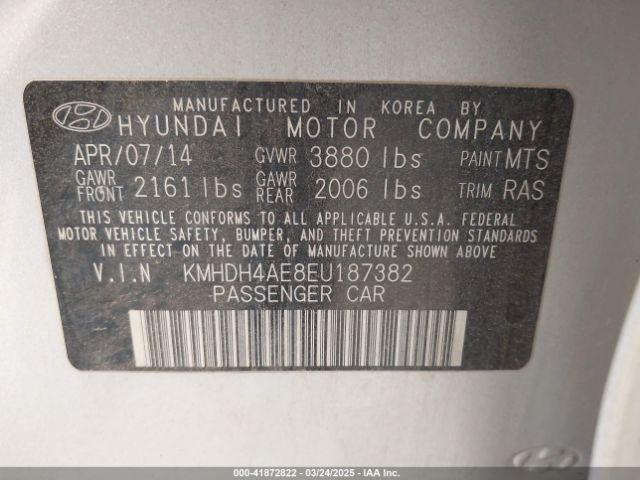 MANUFACTURED IN KOREA BY
HYUNDAI MOTOR COMPANY
APR/07/14 GVWR 3880 lbs PAINT MTS
GAWR FRONT 2161 lbs GAWR REAR 2006 lbs TRIM RAS
THIS VEHICLE CONFORMS TO ALL APPLICABLE U.S.A. FEDERAL
MOTOR VEHICLE SAFETY, BUMPER, AND THEFT PREVENTION STANDARDS
IN EFFECT ON THE DATE OF MANUFACTURE SHOWN ABOVE.
V.I.N KMHDH4AE8EU187382
PASSENGER CAR
000-41872822 - 03/24/2025 - IAA Inc.